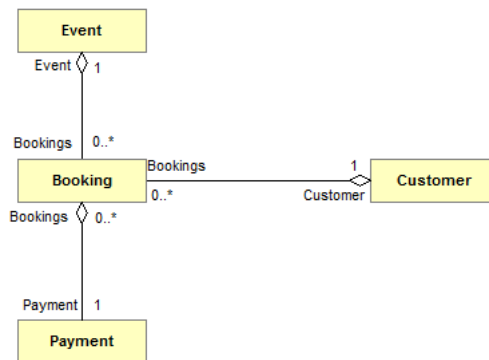 Event
Event 1
Bookings 0..*
Booking
Bookings 1
0..* Customer
Customer
Bookings 0..*
Payment 1
Payment